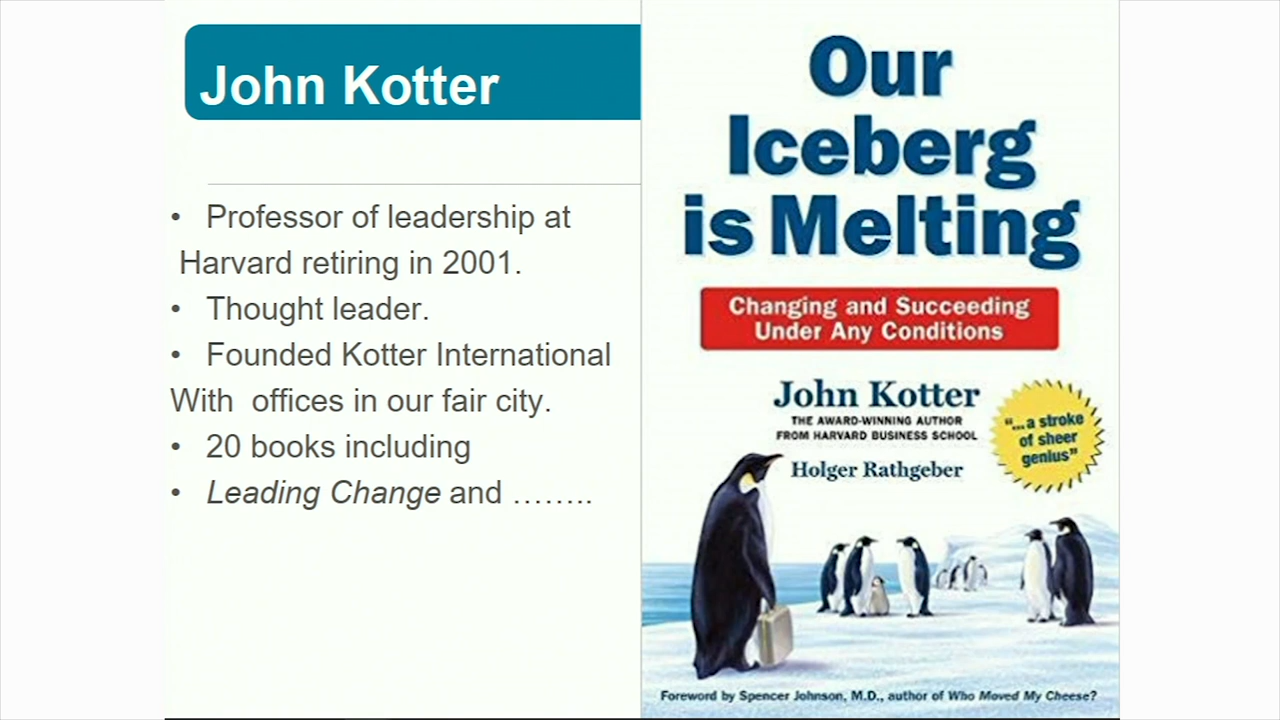 John Kotter
• Professor of leadership at
Harvard retiring in 2001.
• Thought leader.
• Founded Kotter International
With offices in our fair city.
• 20 books including
• Leading Change and ……..
Our
Iceberg
is Melting
Changing and Succeeding
Under Any Conditions
John Kotter
THE AWARD-WINNING AUTHOR
FROM HARVARD BUSINESS SCHOOL
Holger Rathgeber
"...a stroke
of sheer
genius"
Foreword by Spencer Johnson, M.D., author of Who Moved My Cheese?